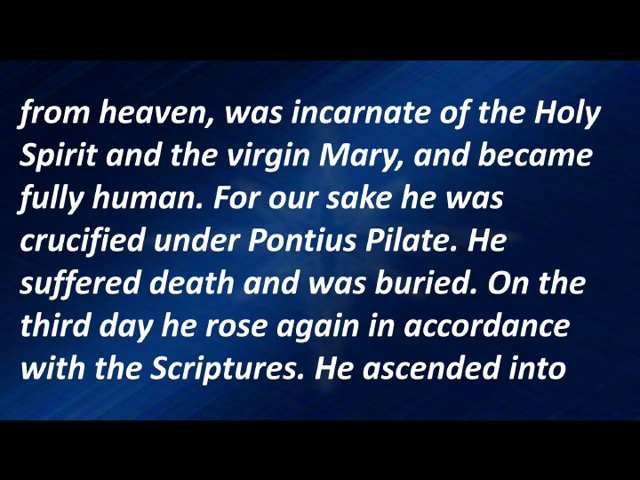 from heaven, was incarnate of the Holy
Spirit and the virgin Mary, and became
fully human. For our sake he was
crucified under Pontius Pilate. He
suffered death and was buried. On the
third day he rose again in accordance
with the Scriptures. He ascended into